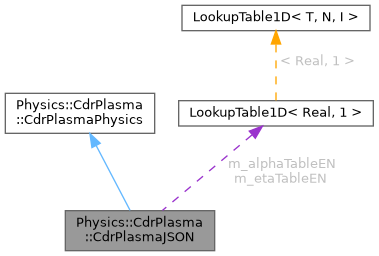 LookupTable1D< T, N, I >
< Real, 1 >
Physics::CdrPlasma
::CdrPlasmaPhysics
LookupTable1D< Real, 1 >
m_alphaTableEN
m_etaTableEN
Physics::CdrPlasma
::CdrPlasmaJSON